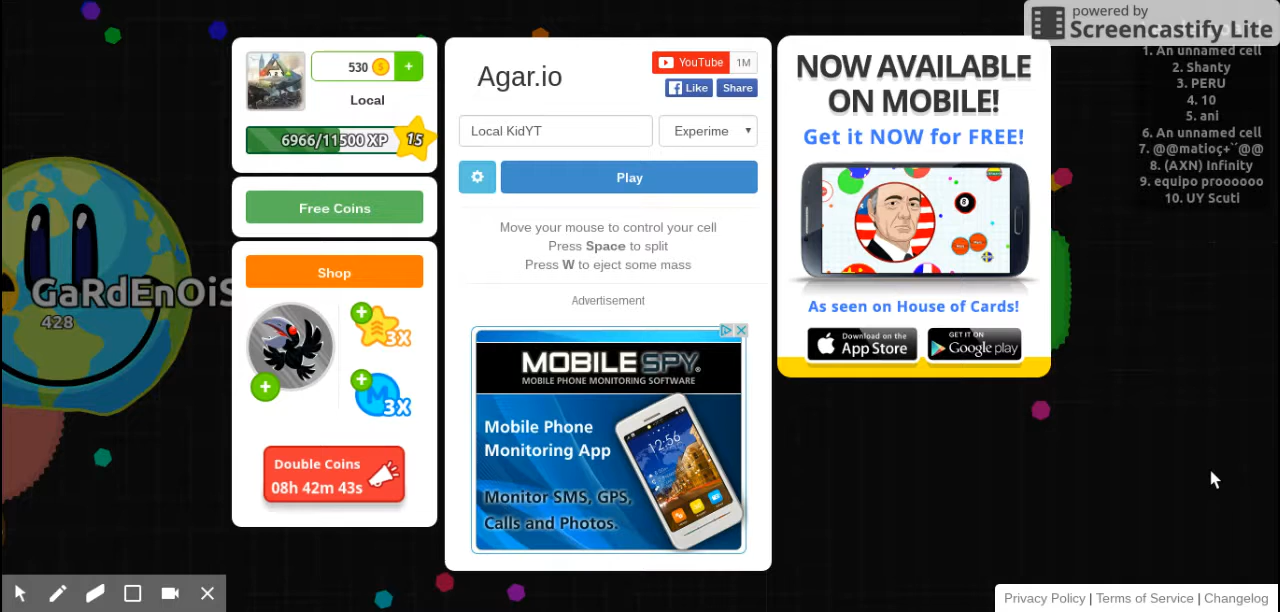 powered by
Screencastify Lite
530
+
Local
6966/11500 XP
15
Free Coins
Shop
3X
M
3X
Double Coins
08h 42m 43s
GaRdEnOiS
428
Agar.io
YouTube 1M
Like Share
Local KidYT
Experime
Play
Move your mouse to control your cell
Press Space to split
Press W to eject some mass
Advertisement
MOBILE SPY®
MOBILE PHONE MONITORING SOFTWARE
Mobile Phone
Monitoring App
Monitor SMS, GPS,
Calls and Photos.
12:56
NOW AVAILABLE
ON MOBILE!
Get it NOW for FREE!
8
As seen on House of Cards!
Download on the
App Store
GET IT ON
Google play
1. An unnamed cell
2. Shanty
3. PERU
4. 10
5. ani
6. An unnamed cell
7. @@matioç+¨´@@
8. (AXN) Infinity
9. equipo proooooo
10. UY Scuti
Privacy Policy | Terms of Service | Changelog